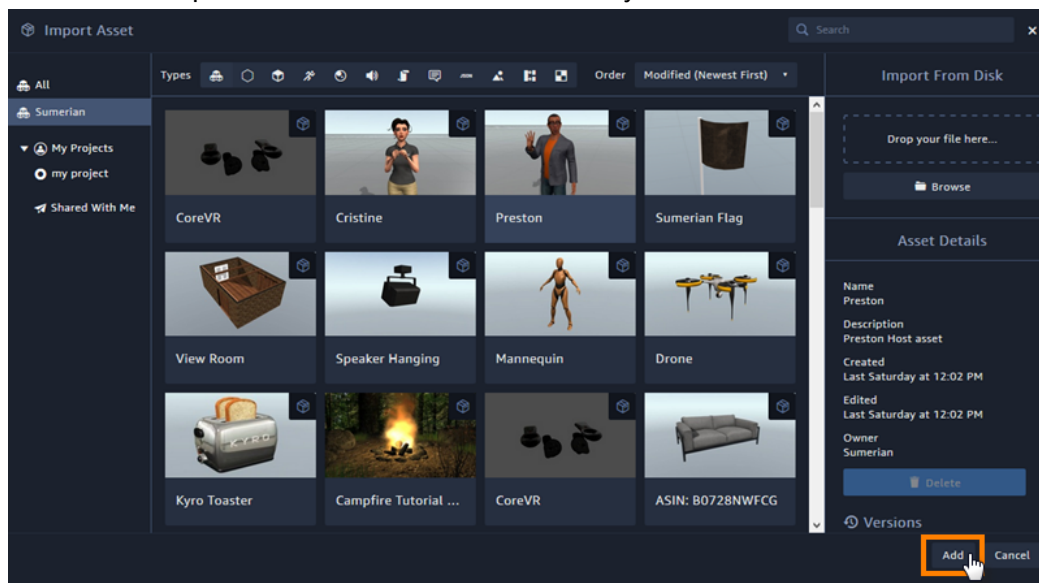 Import Asset
Search
All
Sumerian
My Projects
my project
Shared With Me
Types
Order
Modified (Newest First)
CoreVR
Cristine
Preston
Sumerian Flag
View Room
Speaker Hanging
Mannequin
Drone
KYRO
Kyro Toaster
Campfire Tutorial ...
CoreVR
ASIN: B0728NWFCG
Import From Disk
Drop your file here...
Browse
Asset Details
Name
Preston
Description
Preston Host asset
Created
Last Saturday at 12:02 PM
Edited
Last Saturday at 12:02 PM
Owner
Sumerian
Delete
Versions
Add
Cancel